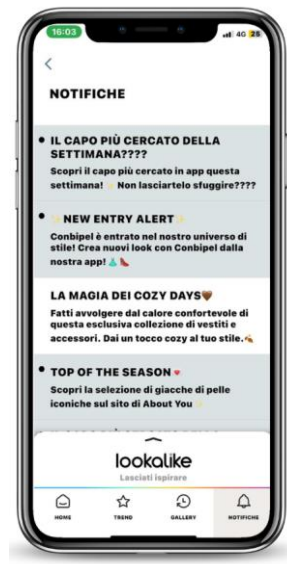 16:03
4G 28
NOTIFICHE
IL CAPO PIÙ CERCATO DELLA
SETTIMANA????
Scopri il capo più cercato in app questa
settimana!✨Non lasciartelo sfuggire????
✨NEW ENTRY ALERT✨
Conbipel è entrato nel nostro universo di
stile! Crea nuovi look con Conbipel dalla
nostra app!👗👠
LA MAGIA DEI COZY DAYS🤎
Fatti avvolgere dal calore confortevole di
questa esclusiva collezione di vestiti e
accessori. Dai un tocco cozy al tuo stile.🍂
TOP OF THE SEASON
Scopri la selezione di giacche di pelle
iconiche sul sito di About You✨
lookalike
Lasciati ispirare
HOME TREND GALLERY NOTIFICHE